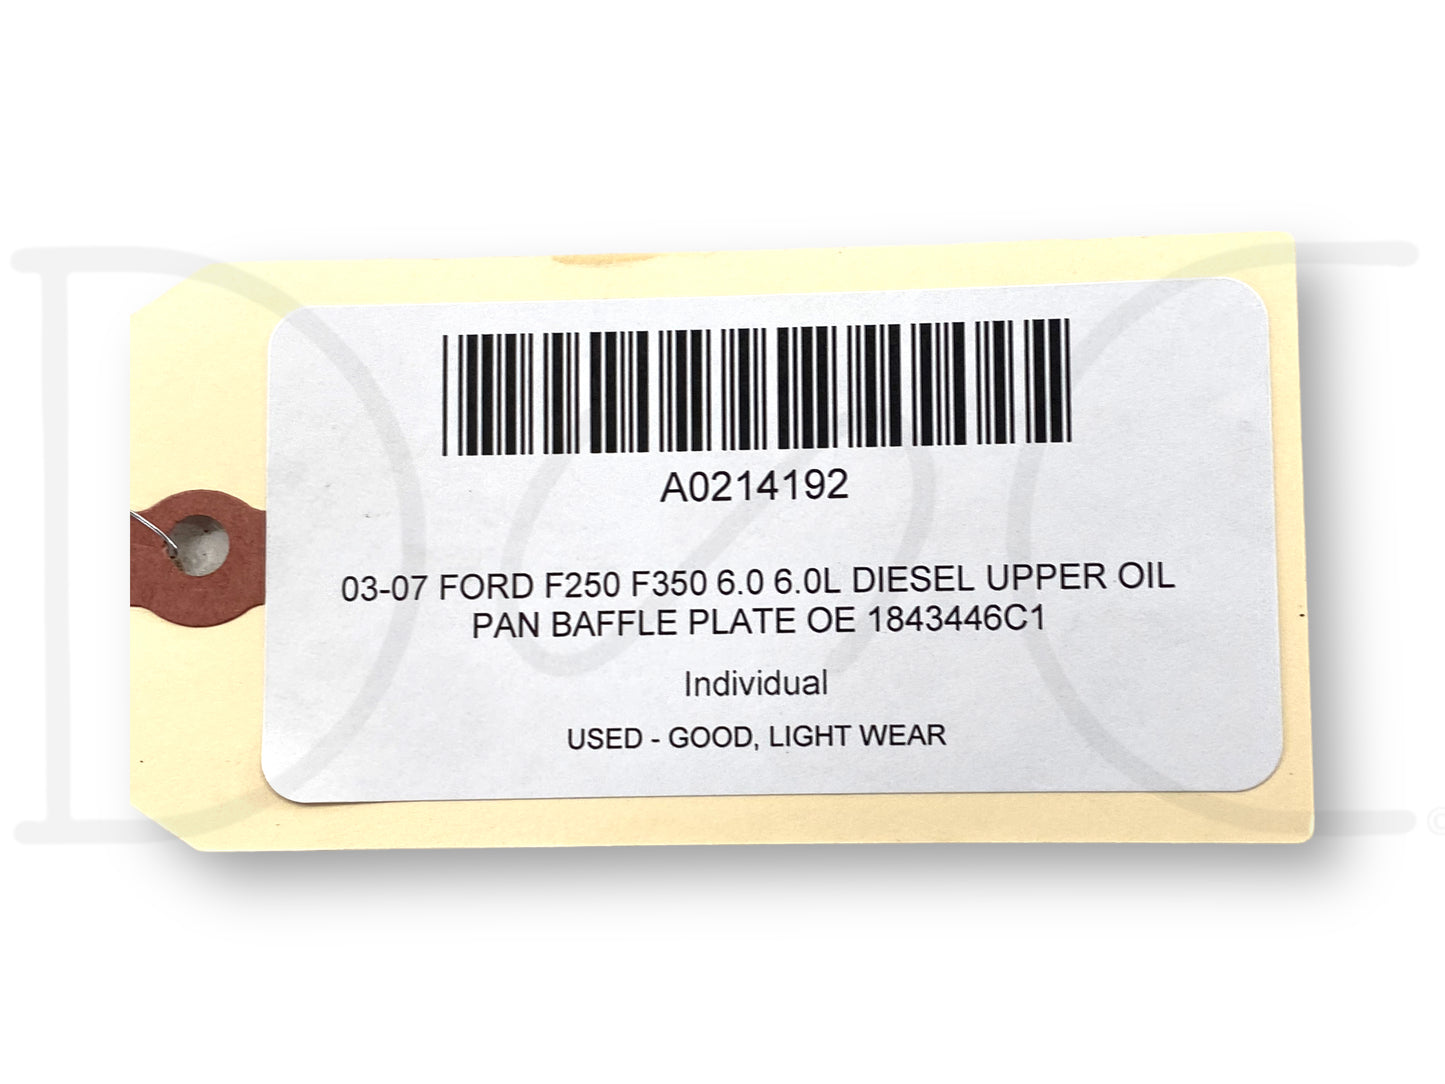 A0214192
03-07 FORD F250 F350 6.0 6.0L DIESEL UPPER OIL
PAN BAFFLE PLATE OE 1843446C1
Individual
USED - GOOD, LIGHT WEAR